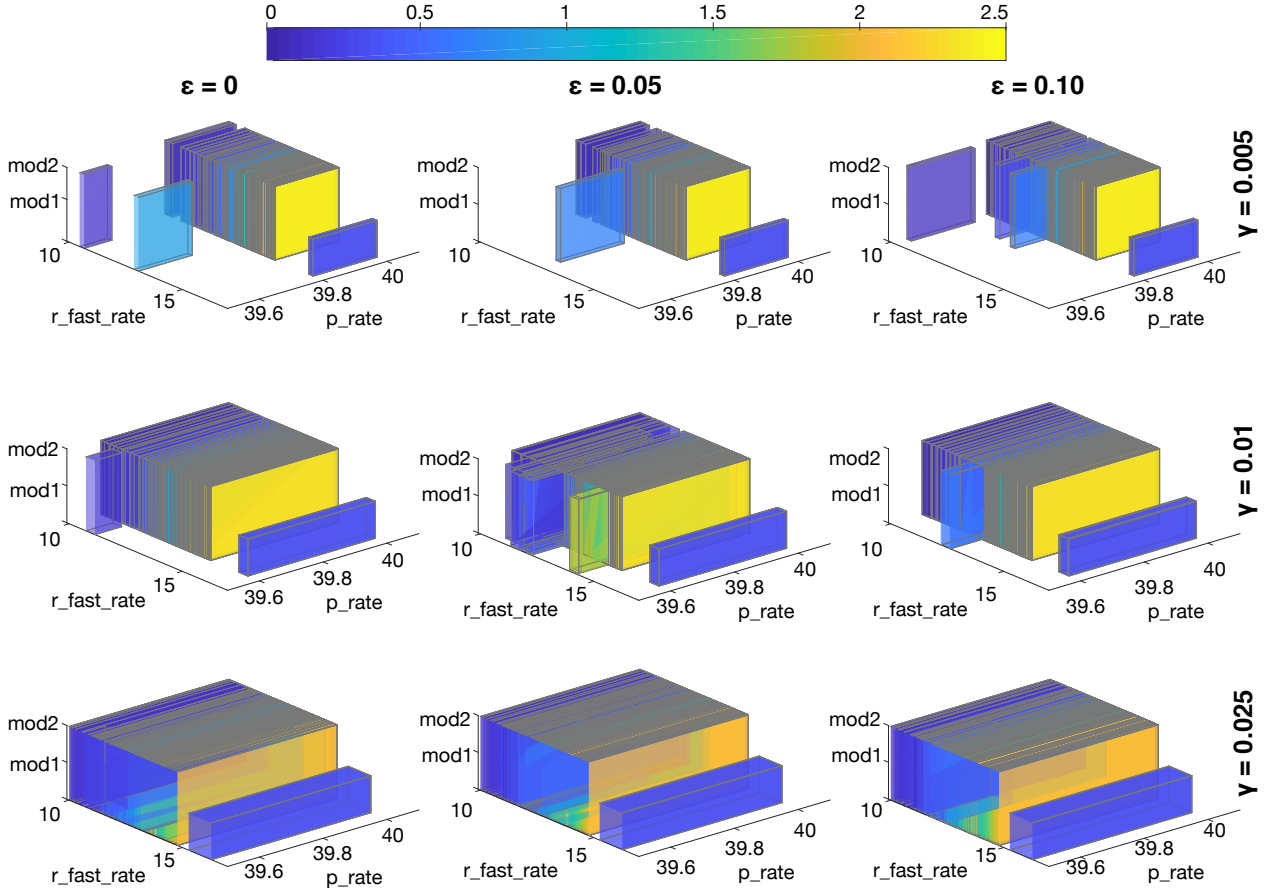 0 0.5 1 1.5 2 2.5
ε = 0 ε = 0.05 ε = 0.10
mod2 mod2 mod2
mod1 mod1 mod1
γ = 0.005
10 10 10
40 40 40
15 39.8 15 39.8 15 39.8
r_fast_rate 39.6 p_rate r_fast_rate 39.6 p_rate r_fast_rate 39.6 p_rate
mod2 mod2 mod2
mod1 mod1 mod1
γ = 0.01
10 10 10
40 40 40
15 39.8 15 39.8 15 39.8
r_fast_rate 39.6 p_rate r_fast_rate 39.6 p_rate r_fast_rate 39.6 p_rate
mod2 mod2 mod2
mod1 mod1 mod1
γ = 0.025
10 10 10
40 40 40
15 39.8 15 39.8 15 39.8
r_fast_rate 39.6 p_rate r_fast_rate 39.6 p_rate r_fast_rate 39.6 p_rate